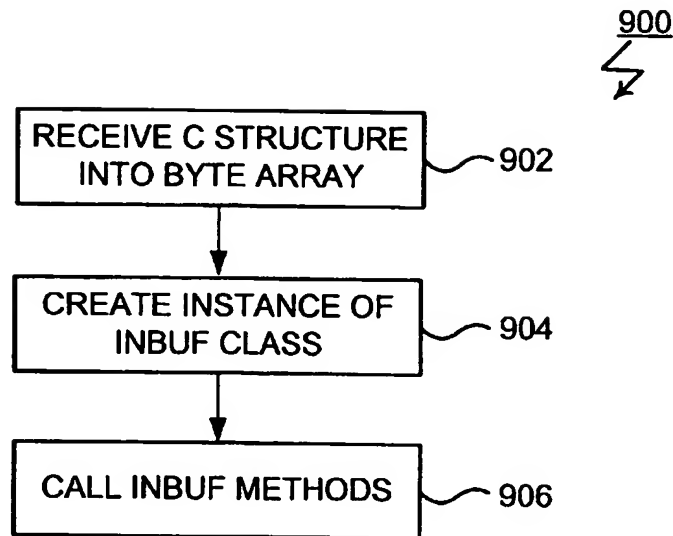 900
RECEIVE C STRUCTURE
INTO BYTE ARRAY
902
CREATE INSTANCE OF
INBUF CLASS
904
CALL INBUF METHODS
906